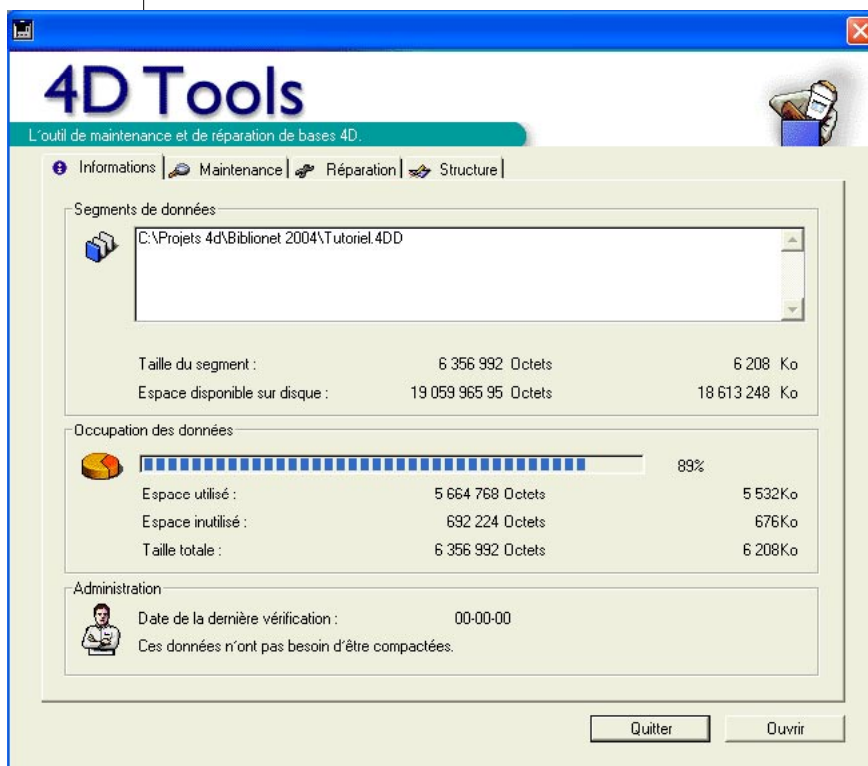 4D Tools
L'outil de maintenance et de réparation de bases 4D.
Informations Maintenance Réparation Structure
Segments de données
C:\Projets 4d\Biblionet 2004\Tutoriel.4DD
Taille du segment : 6 356 992 Octets 6 208 Ko
Espace disponible sur disque : 19 059 965 95 Octets 18 613 248 Ko
Occupation des données
89%
Espace utilisé : 5 664 768 Octets 5 532Ko
Espace inutilisé : 692 224 Octets 676Ko
Taille totale : 6 356 992 Octets 6 208Ko
Administration
Date de la dernière vérification : 00-00-00
Ces données n'ont pas besoin d'être compactées.
Quitter Ouvrir